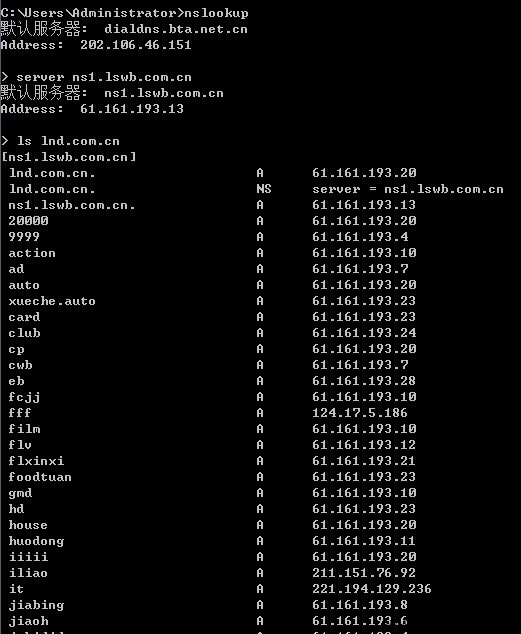 C:\Users\Administrator>nslookup
默认服务器:  dialdns.bta.net.cn
Address:  202.106.46.151
> server ns1.lswb.com.cn
默认服务器:  ns1.lswb.com.cn
Address:  61.161.193.13
> ls lnd.com.cn
[ns1.lswb.com.cn]
lnd.com.cn. A 61.161.193.20
lnd.com.cn. NS server = ns1.lswb.com.cn
ns1.lswb.com.cn. A 61.161.193.13
20000 A 61.161.193.20
9999 A 61.161.193.4
action A 61.161.193.10
ad A 61.161.193.7
auto A 61.161.193.20
xueche.auto A 61.161.193.23
card A 61.161.193.23
club A 61.161.193.24
cp A 61.161.193.20
cwb A 61.161.193.7
eb A 61.161.193.28
fcjj A 61.161.193.10
fff A 124.17.5.186
film A 61.161.193.10
flv A 61.161.193.12
flxinxi A 61.161.193.21
foodtuan A 61.161.193.23
gmd A 61.161.193.10
hd A 61.161.193.23
house A 61.161.193.20
huodong A 61.161.193.11
iiiii A 61.161.193.20
iliao A 211.151.76.92
it A 221.194.129.236
jiabing A 61.161.193.8
jiaoh A 61.161.193.6